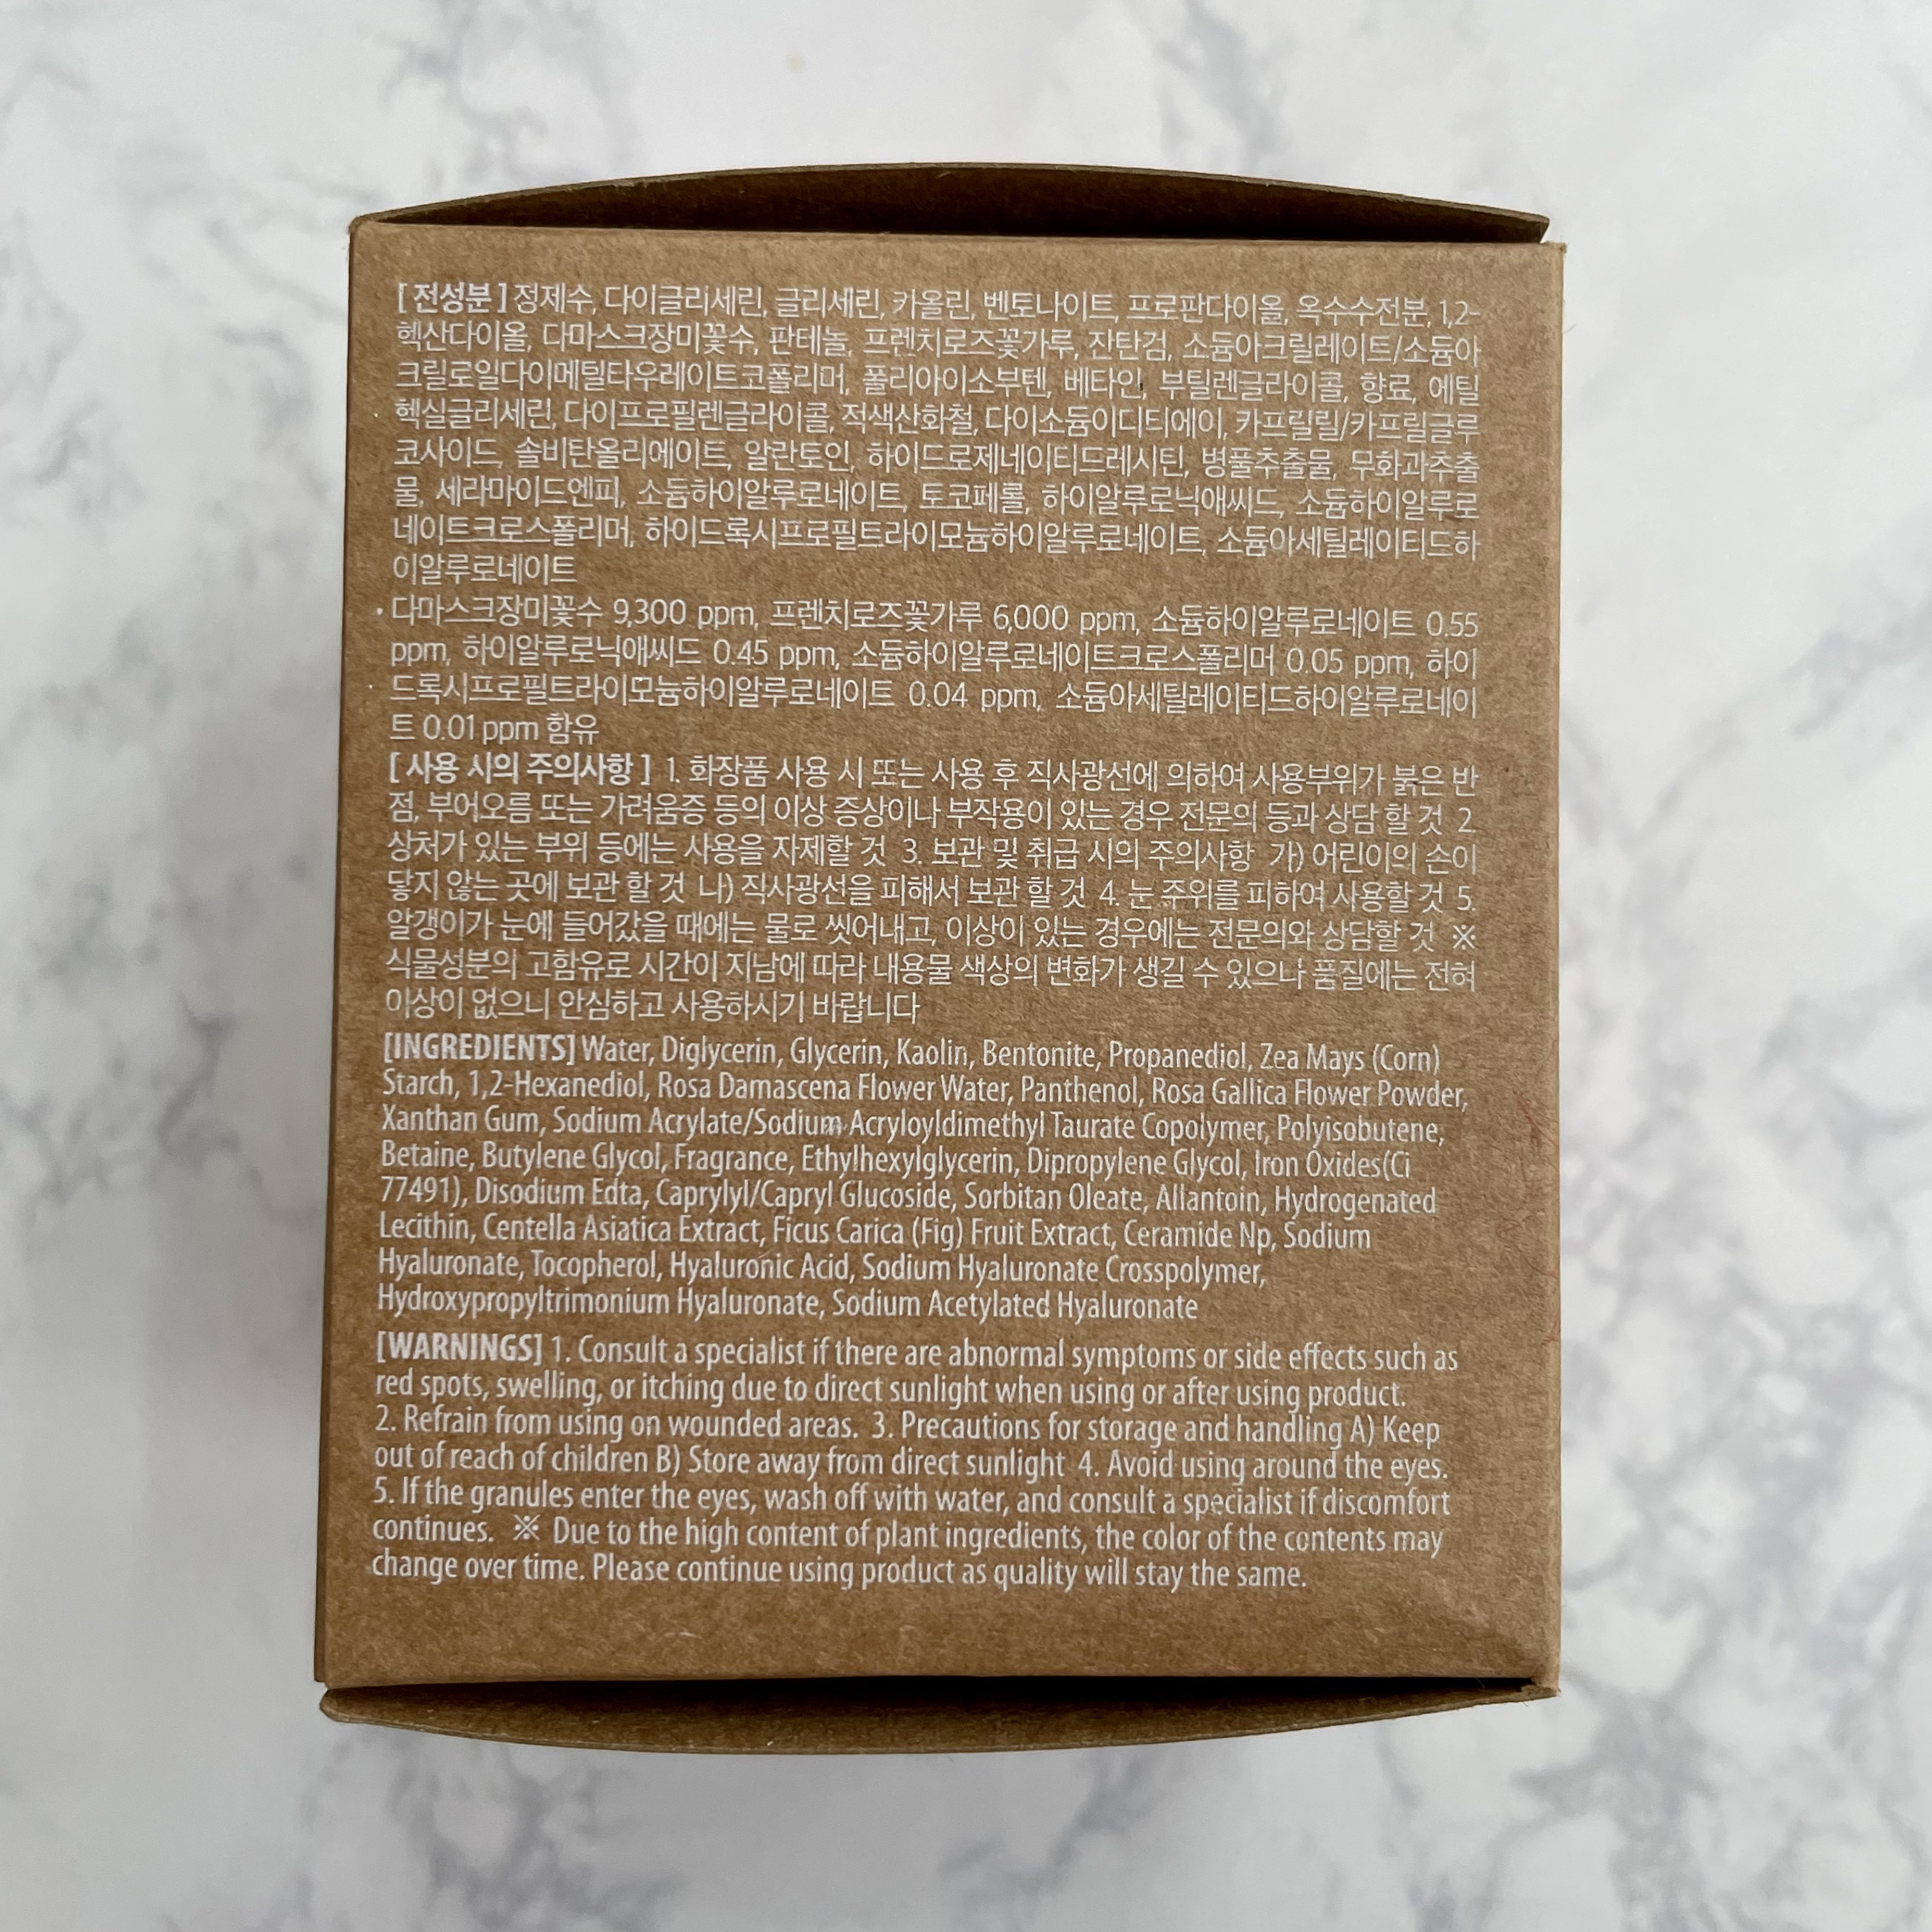 [ 전성분 ] 정제수, 다이글리세린, 글리세린, 카올린, 벤토나이트, 프로판다이올, 옥수수전분, 1,2-
헥산다이올, 다마스크장미꽃수, 판테놀, 프렌치로즈꽃가루, 잔탄검, 소듐아크릴레이트/소듐아
크릴로일다이메틸타우레이트코폴리머, 폴리아이소부텐, 베타인, 부틸렌글라이콜, 향료, 에틸
헥실글리세린, 다이프로필렌글라이콜, 적색산화철, 다이소듐이디티에이, 카프릴릴/카프릴글루
코사이드, 솔비탄올리에이트, 알란토인, 하이드로제네이티드레시틴, 병풀추출물, 무화과추출
물, 세라마이드엔피, 소듐하이알루로네이트, 토코페롤, 하이알루로닉애씨드, 소듐하이알루로
네이트크로스폴리머, 하이드록시프로필트라이모늄하이알루로네이트, 소듐아세틸레이티드하
이알루로네이트
• 다마스크장미꽃수 9,300 ppm, 프렌치로즈꽃가루 6,000 ppm, 소듐하이알루로네이트 0.55
ppm, 하이알루로닉애씨드 0.45 ppm, 소듐하이알루로네이트크로스폴리머 0.05 ppm, 하이
드록시프로필트라이모늄하이알루로네이트 0.04 ppm, 소듐아세틸레이티드하이알루로네이
트 0.01 ppm 함유
[ 사용 시의 주의사항 ] 1. 화장품 사용 시 또는 사용 후 직사광선에 의하여 사용부위가 붉은 반
점, 부어오름 또는 가려움증 등의 이상 증상이나 부작용이 있는 경우 전문의 등과 상담 할 것 2.
상처가 있는 부위 등에는 사용을 자제할 것 3. 보관 및 취급 시의 주의사항 가) 어린이의 손이
닿지 않는 곳에 보관 할 것 나) 직사광선을 피해서 보관 할 것 4. 눈 주위를 피하여 사용할 것 5.
알갱이가 눈에 들어갔을 때에는 물로 씻어내고, 이상이 있는 경우에는 전문의와 상담할 것 ※
식물성분의 고함유로 시간이 지남에 따라 내용물 색상의 변화가 생길 수 있으나 품질에는 전혀
이상이 없으니 안심하고 사용하시기 바랍니다
[INGREDIENTS] Water, Diglycerin, Glycerin, Kaolin, Bentonite, Propanediol, Zea Mays (Corn)
Starch, 1,2-Hexanediol, Rosa Damascena Flower Water, Panthenol, Rosa Gallica Flower Powder,
Xanthan Gum, Sodium Acrylate/Sodium Acryloyldimethyl Taurate Copolymer, Polyisobutene,
Betaine, Butylene Glycol, Fragrance, Ethylhexylglycerin, Dipropylene Glycol, Iron Oxides(Ci
77491), Disodium Edta, Caprylyl/Capryl Glucoside, Sorbitan Oleate, Allantoin, Hydrogenated
Lecithin, Centella Asiatica Extract, Ficus Carica (Fig) Fruit Extract, Ceramide Np, Sodium
Hyaluronate, Tocopherol, Hyaluronic Acid, Sodium Hyaluronate Crosspolymer,
Hydroxypropyltrimonium Hyaluronate, Sodium Acetylated Hyaluronate
[WARNINGS] 1. Consult a specialist if there are abnormal symptoms or side effects such as
red spots, swelling, or itching due to direct sunlight when using or after using product.
2. Refrain from using on wounded areas. 3. Precautions for storage and handling A) Keep
out of reach of children B) Store away from direct sunlight 4. Avoid using around the eyes.
5. If the granules enter the eyes, wash off with water, and consult a specialist if discomfort
continues. ※ Due to the high content of plant ingredients, the color of the contents may
change over time. Please continue using product as quality will stay the same.